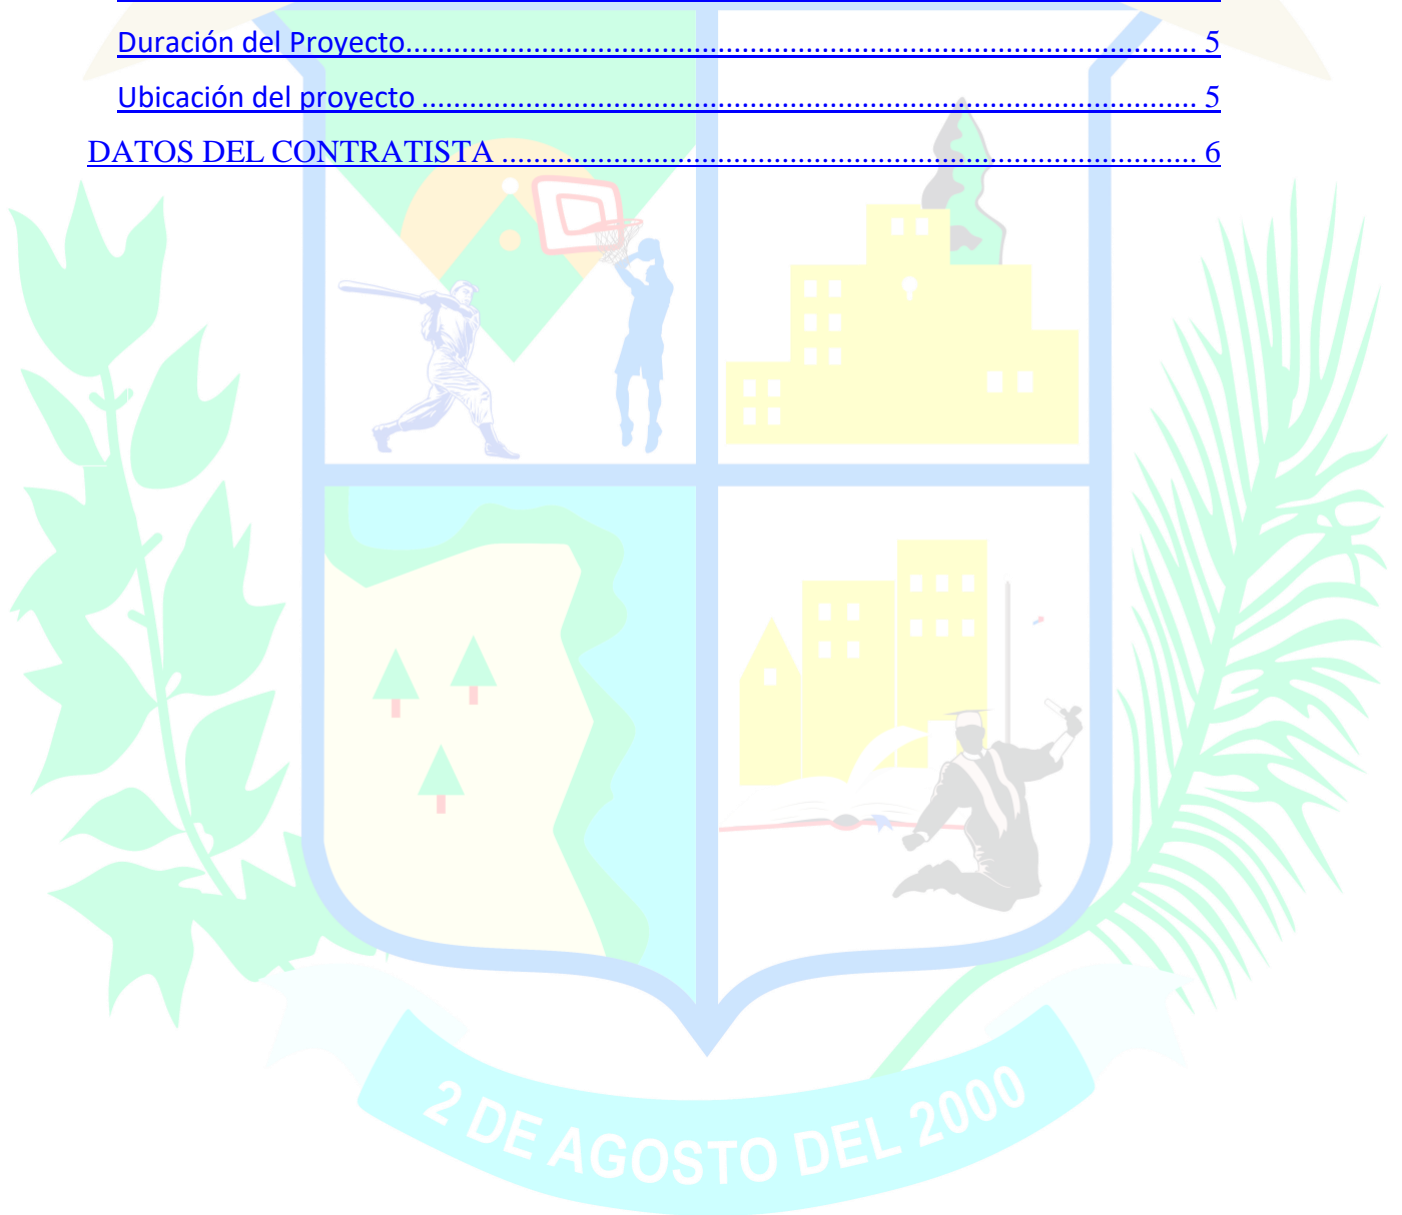 Duración del Proyecto.................................................................................................. 5
Ubicación del proyecto ................................................................................................ 5
DATOS DEL CONTRATISTA ...................................................................................... 6
2 DE AGOSTO DEL 2000